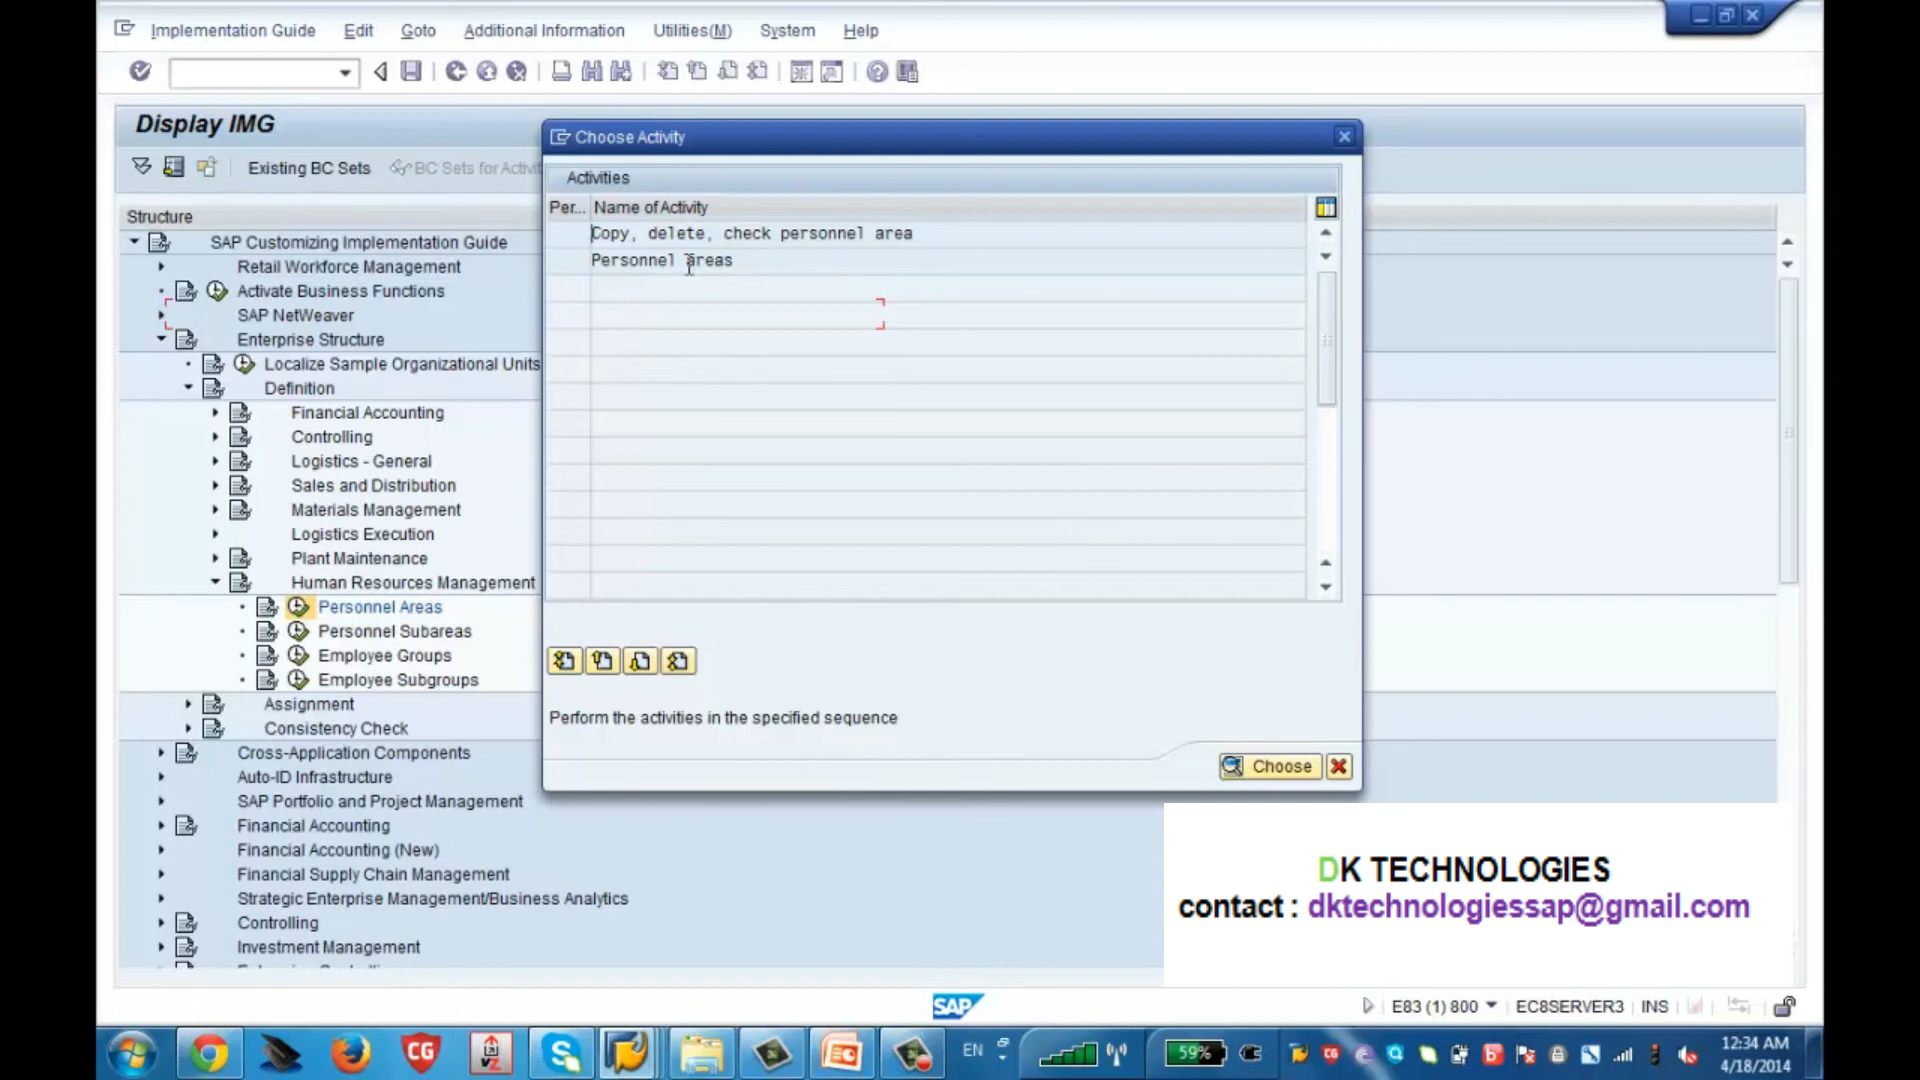 Implementation Guide Edit Goto Additional Information Utilities(M) System Help
Display IMG
Existing BC Sets BC Sets for Activit
Structure
SAP Customizing Implementation Guide
Retail Workforce Management
Activate Business Functions
SAP NetWeaver
Enterprise Structure
Localize Sample Organizational Units
Definition
Financial Accounting
Controlling
Logistics - General
Sales and Distribution
Materials Management
Logistics Execution
Plant Maintenance
Human Resources Management
Personnel Areas
Personnel Subareas
Employee Groups
Employee Subgroups
Assignment
Consistency Check
Cross-Application Components
Auto-ID Infrastructure
SAP Portfolio and Project Management
Financial Accounting
Financial Accounting (New)
Financial Supply Chain Management
Strategic Enterprise Management/Business Analytics
Controlling
Investment Management
Choose Activity
Activities
Per... Name of Activity
Copy, delete, check personnel area
Personnel areas
Perform the activities in the specified sequence
Choose
DK TECHNOLOGIES
contact : dktechnologiessap@gmail.com
SAP
E83 (1) 800 EC8SERVER3 INS
CG
EN
59%
12:34 AM
4/18/2014